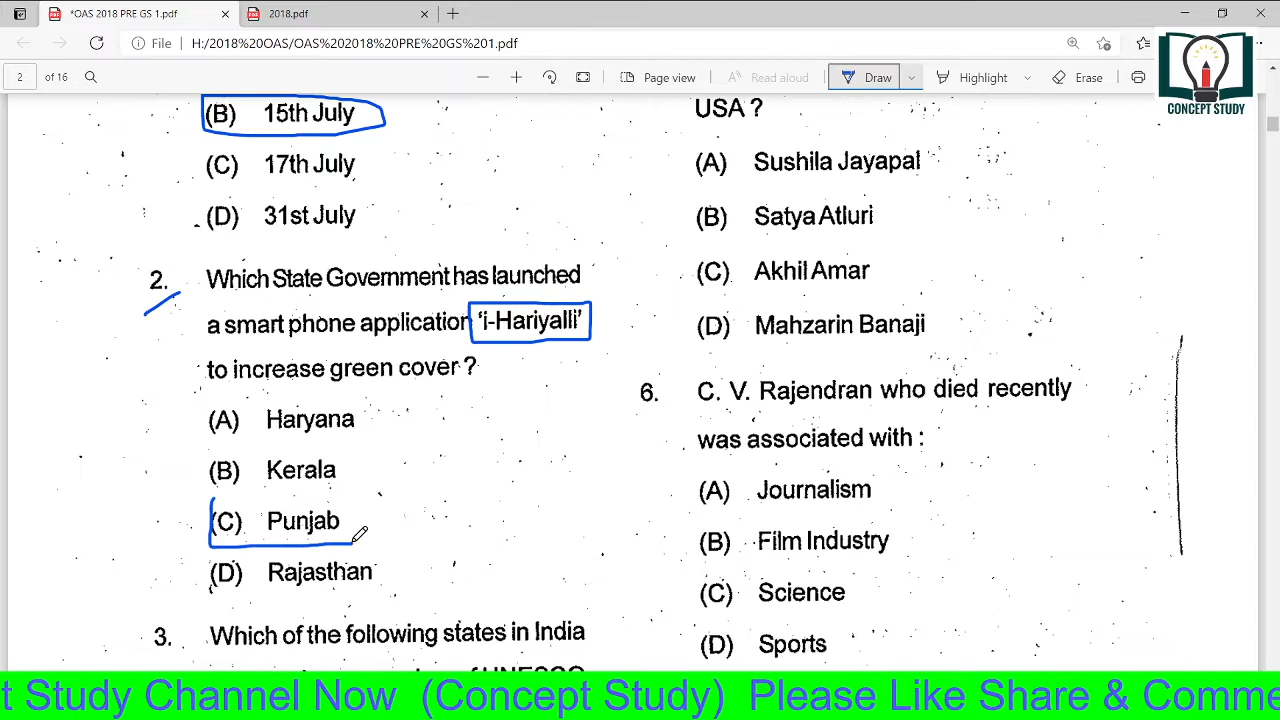 *OAS 2018 PRE GS 1.pdf
2018.pdf
File
H:/2018%20OAS/OAS%202018%20PRE%20GS%201.pdf
2 of 16
Page view
Read aloud
Draw
Highlight
Erase
CONCEPT STUDY
(B) 15th July
(C) 17th July
(D) 31st July
2. Which State Government has launched
a smart phone application 'i-Hariyalli'
to increase green cover ?
(A) Haryana
(B) Kerala
(C) Punjab
(D) Rajasthan
3. Which of the following states in India
USA ?
(A) Sushila Jayapal
(B) Satya Atluri
(C) Akhil Amar
(D) Mahzarin Banaji
6. C. V. Rajendran who died recently
was associated with :
(A) Journalism
(B) Film Industry
(C) Science
(D) Sports
t Study Channel Now (Concept Study) Please Like Share & Comme